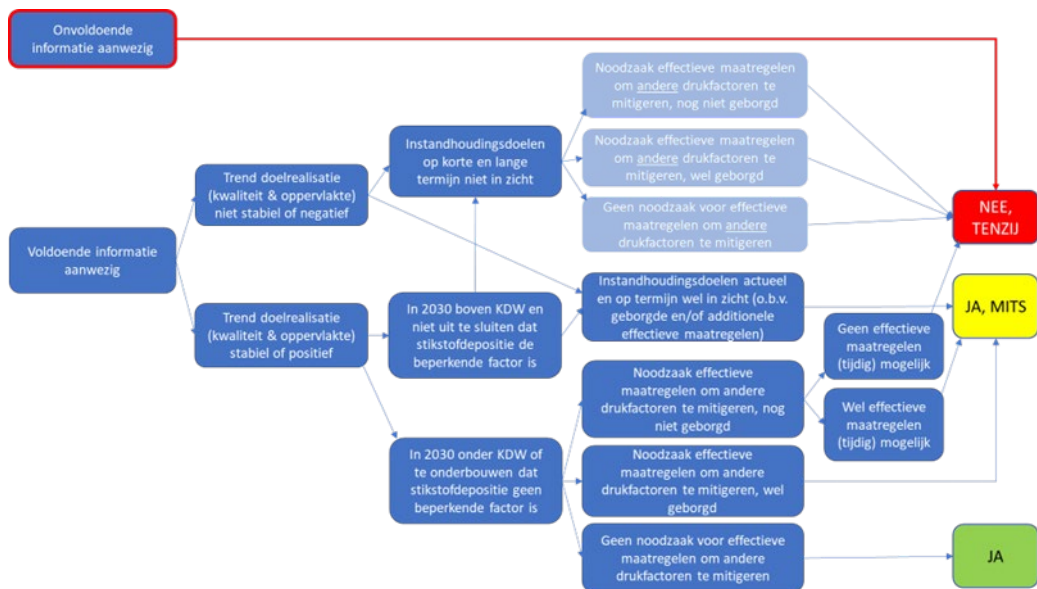 Onvoldoende
informatie aanwezig
Voldoende informatie
aanwezig
Trend doelrealisatie
(kwaliteit & oppervlakte)
niet stabiel of negatief
Trend doelrealisatie
(kwaliteit & oppervlakte)
stabiel of positief
Instandhoudingsdoelen
op korte en lange
termijn niet in zicht
In 2030 boven KDW en
niet uit te sluiten dat
stikstofdepositie de
beperkende factor is
In 2030 onder KDW of
te onderbouwen dat
stikstofdepositie geen
beperkende factor is
Noodzaak effectieve maatregelen
om andere drukfactoren te
mitigeren, nog niet geborgd
Noodzaak effectieve maatregelen
om andere drukfactoren te
mitigeren, wel geborgd
Geen noodzaak voor effectieve
maatregelen om andere
drukfactoren te mitigeren
Instandhoudingsdoelen actueel
en op termijn wel in zicht (o.b.v.
geborgde en/of additionele
effectieve maatregelen)
Noodzaak effectieve
maatregelen om andere
drukfactoren te mitigeren, nog
niet geborgd
Noodzaak effectieve
maatregelen om andere
drukfactoren te mitigeren, wel
geborgd
Geen noodzaak voor effectieve
maatregelen om andere
drukfactoren te mitigeren
Geen effectieve
maatregelen
(tijdig) mogelijk
Wel effectieve
maatregelen
(tijdig) mogelijk
NEE,
TENZIJ
JA, MITS
JA